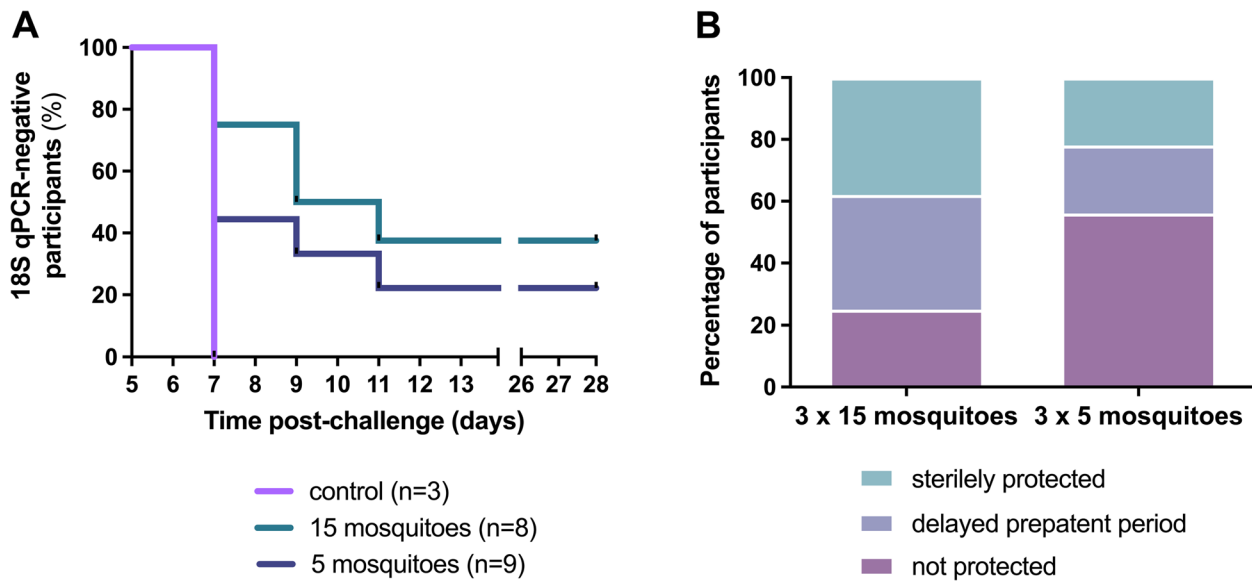 A
18S qPCR-negative
participants (%)
100
80
60
40
20
0
5 6 7 8 9 10 11 12 13 26 27 28
Time post-challenge (days)
control (n=3)
15 mosquitoes (n=8)
5 mosquitoes (n=9)
B
Percentage of participants
100
80
60
40
20
0
3 x 15 mosquitoes 3 x 5 mosquitoes
sterilely protected
delayed prepatent period
not protected